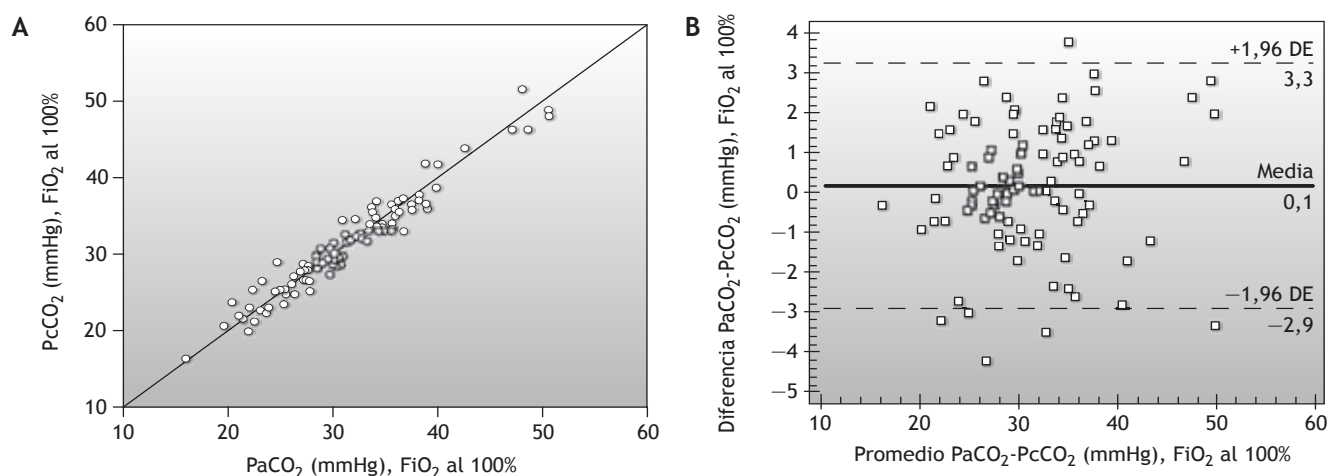 A
PcCO2 (mmHg), FiO2 al 100%
60
50
40
30
20
10
10 20 30 40 50 60
PaCO2 (mmHg), FiO2 al 100%
B
Diferencia PaCO2-PcCO2 (mmHg), FiO2 al 100%
4
3
2
1
0
−1
−2
−3
−4
−5
+1,96 DE
3,3
Media
0,1
−1,96 DE
−2,9
10 20 30 40 50 60
Promedio PaCO2-PcCO2 (mmHg), FiO2 al 100%